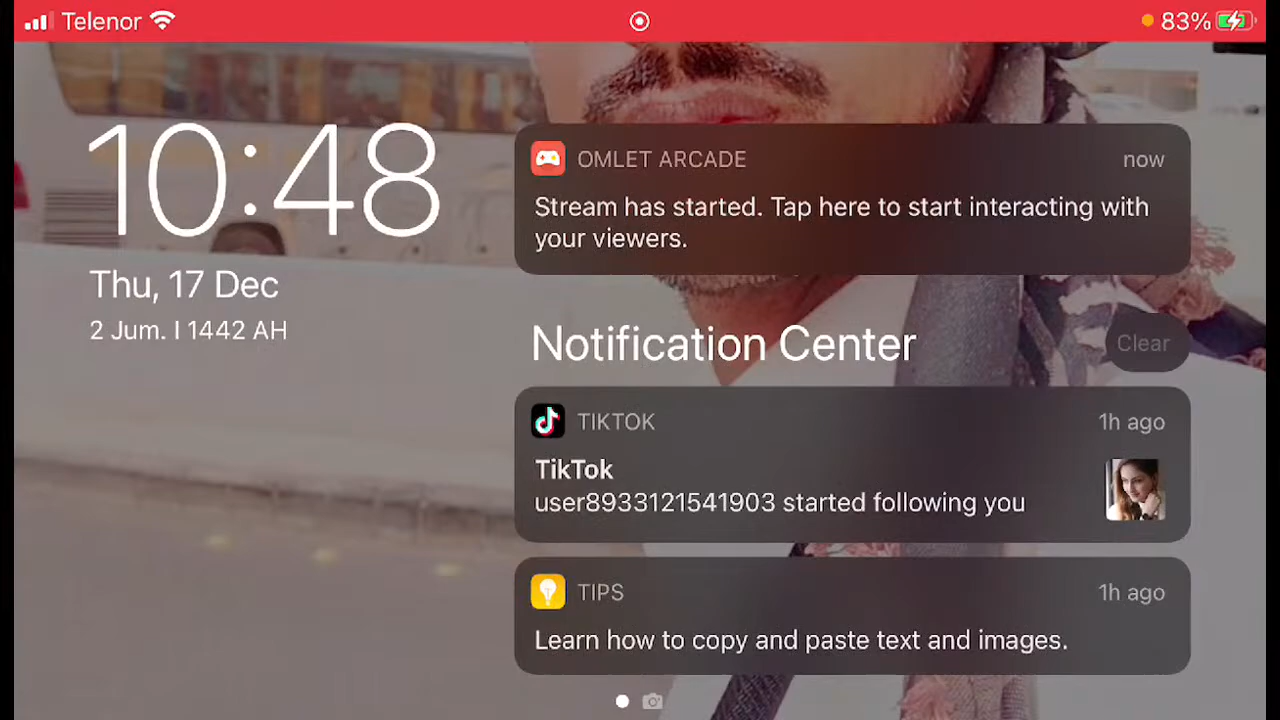 Telenor
83%
10:48
Thu, 17 Dec
2 Jum. I 1442 AH
OMLET ARCADE
now
Stream has started. Tap here to start interacting with
your viewers.
Notification Center
Clear
TIKTOK
1h ago
TikTok
user8933121541903 started following you
TIPS
1h ago
Learn how to copy and paste text and images.